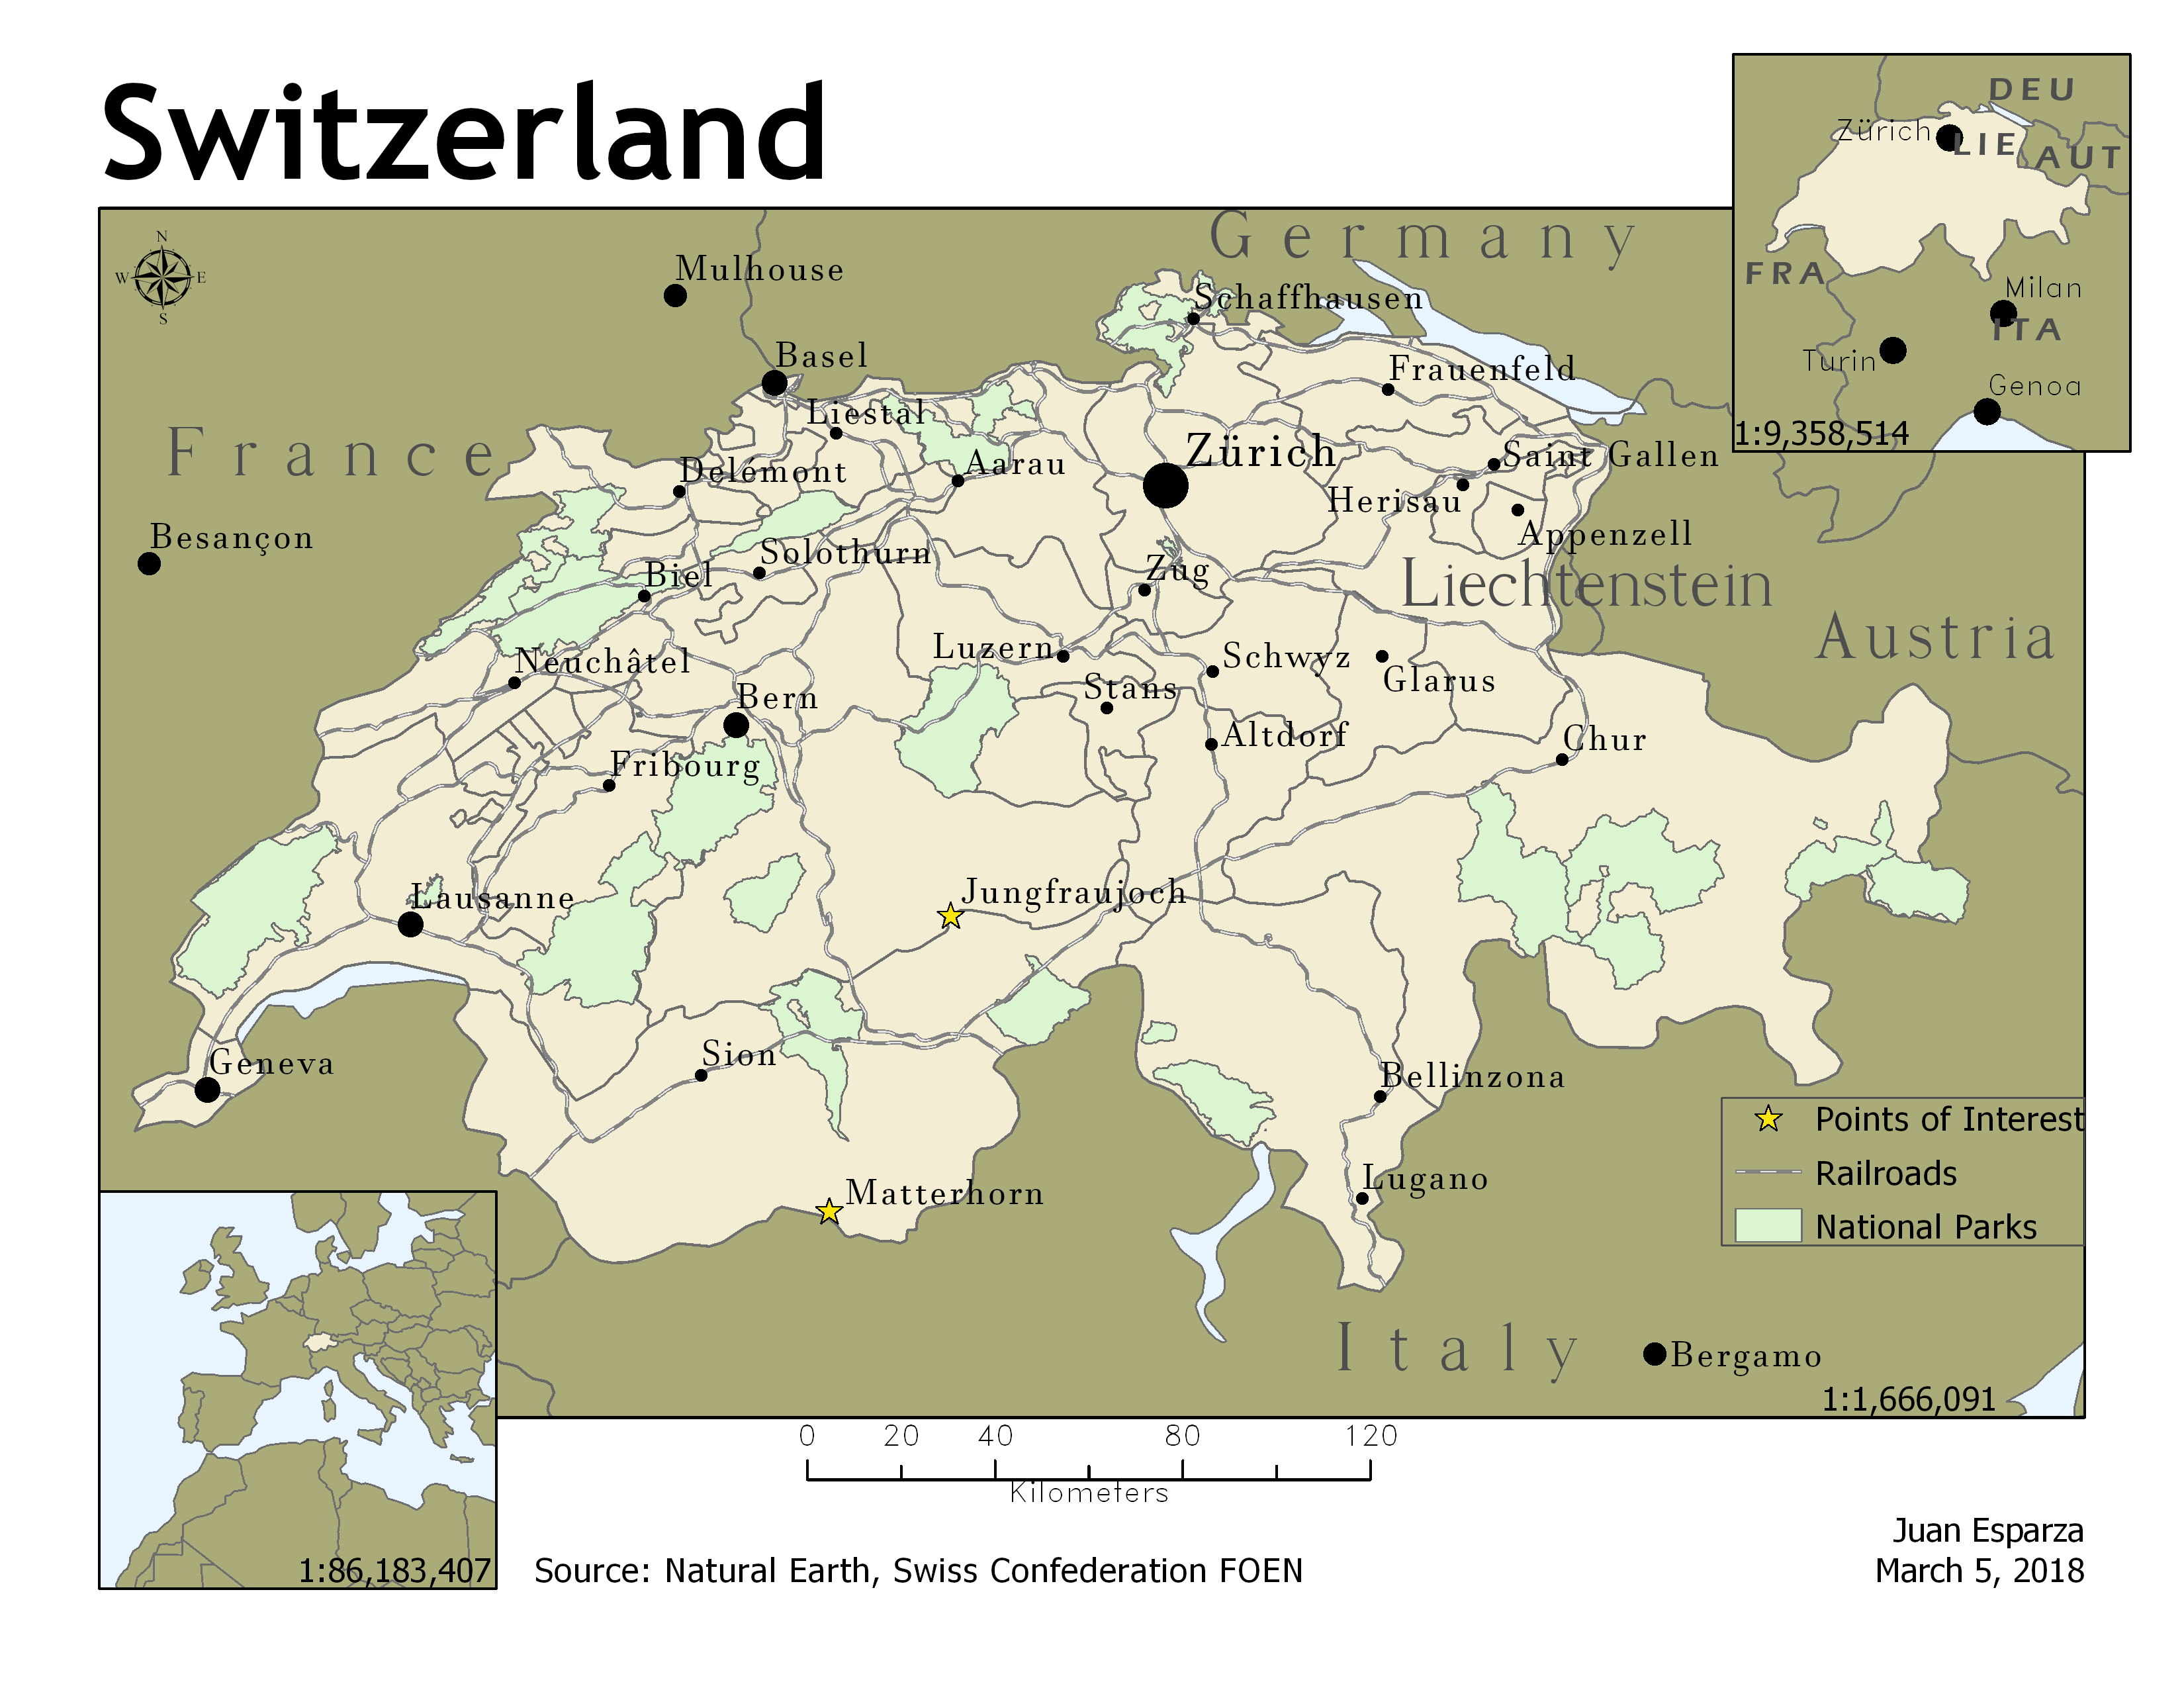 Switzerland
DEU
Zürich
LIE
AUT
FRA
Milan
ITA
Turin
Genoa
1:9,358,514
Germany
N
W
E
S
Mulhouse
Schaffhausen
Basel
Frauenfeld
Liestal
France
Zürich
Saint Gallen
Delémont
Aarau
Herisau
Besançon
Appenzell
Solothurn
Biel
Zug
Liechtenstein
Austria
Neuchâtel
Luzern
Schwyz
Glarus
Bern
Stans
Altdorf
Chur
Fribourg
Lausanne
Jungfraujoch
Geneva
Sion
Bellinzona
Points of Interest
Railroads
National Parks
Lugano
Matterhorn
Italy
Bergamo
1:1,666,091
0 20 40 80 120
Kilometers
1:86,183,407
Source: Natural Earth, Swiss Confederation FOEN
Juan Esparza
March 5, 2018